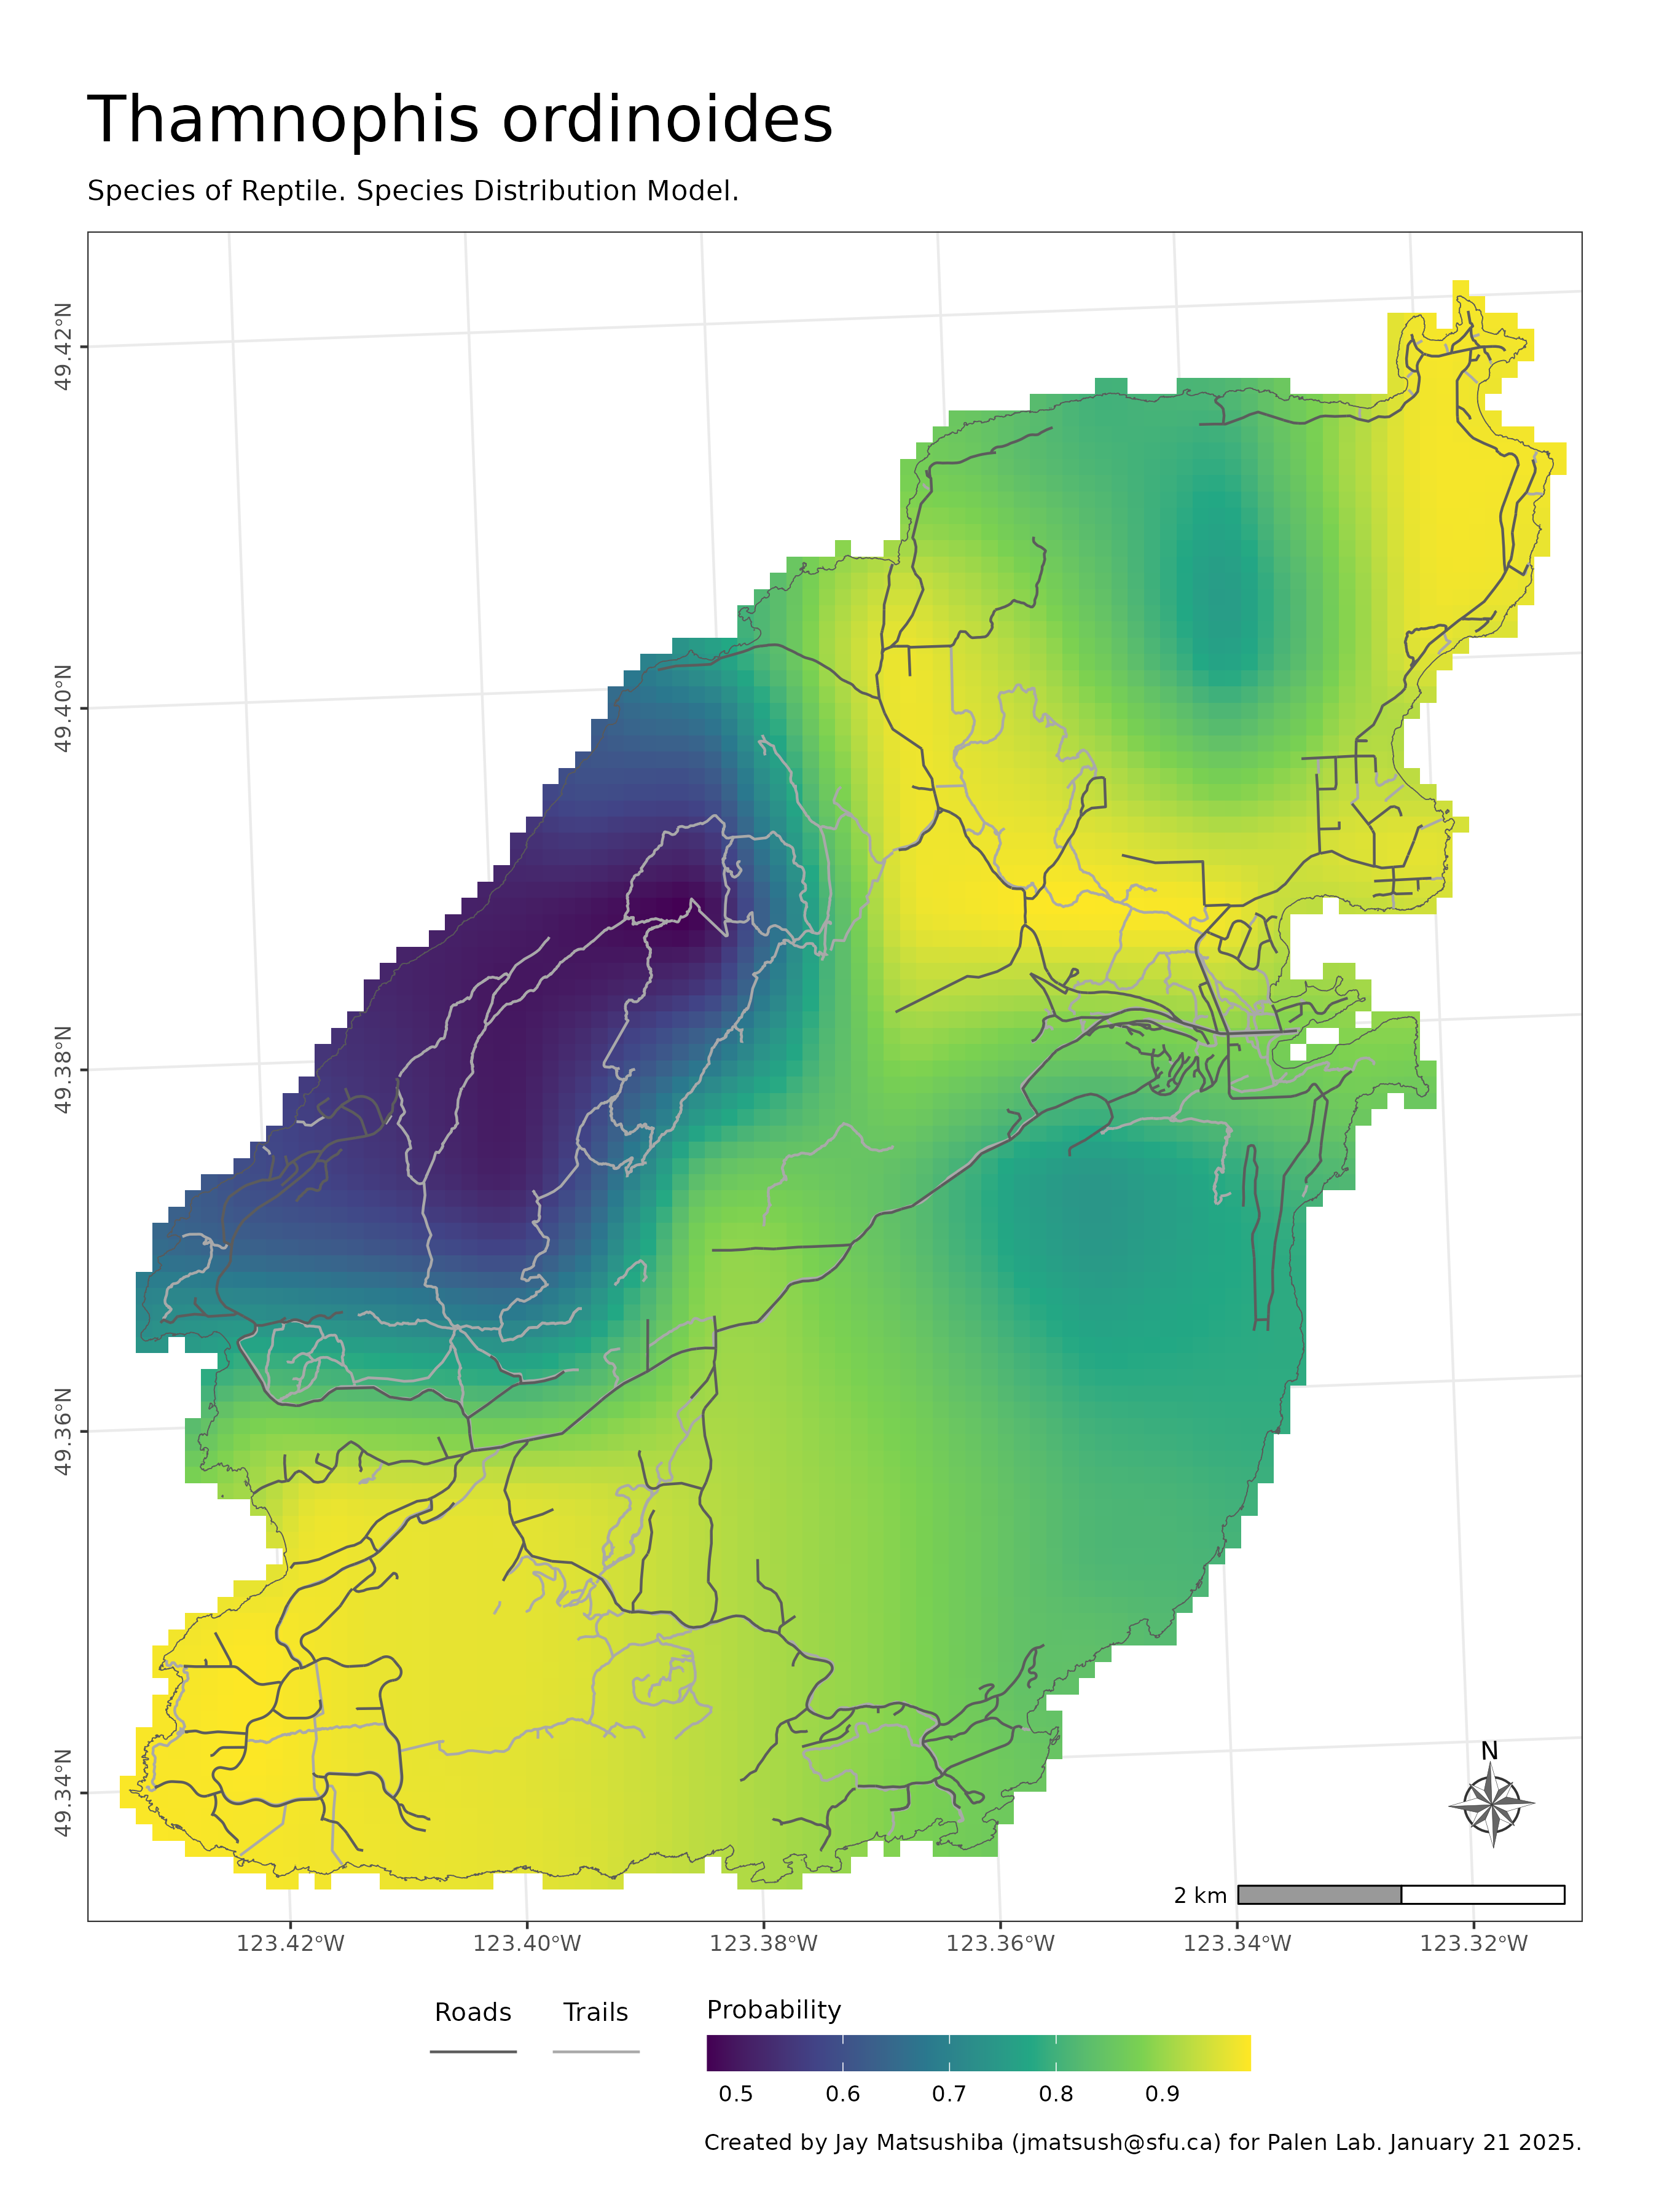 Thamnophis ordinoides
Species of Reptile. Species Distribution Model.
49.42°N
49.40°N
49.38°N
49.36°N
49.34°N
N
2 km
123.42°W
123.40°W
123.38°W
123.36°W
123.34°W
123.32°W
Roads
Trails
Probability
0.5
0.6
0.7
0.8
0.9
Created by Jay Matsushiba (jmatsush@sfu.ca) for Palen Lab. January 21 2025.